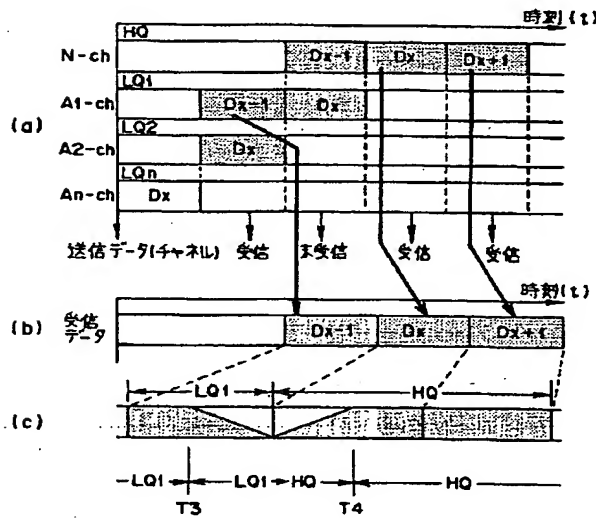 時刻(t)
HQ
N-ch Dx-1 Dx Dx+1
LQ1
A1-ch Dx-1 Dx
(a) LQ2
A2-ch Dx
LQn
An-ch Dx
送信データ(チャネル) 受信 未受信 受信 受信
時刻(t)
(b) 受信データ Dx-1 Dx Dx+1
LQ1 HQ
(c)
LQ1 LQ1 HQ HQ
T3 T4